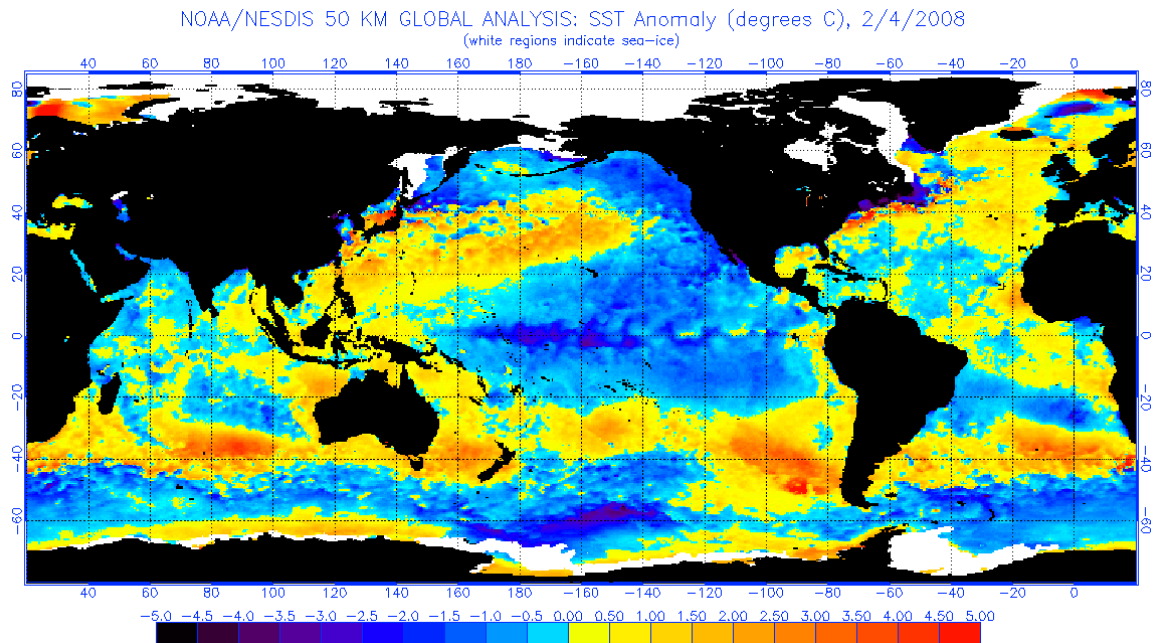 NOAA/NESDIS 50 KM GLOBAL ANALYSIS: SST Anomaly (degrees C), 2/4/2008
(white regions indicate sea-ice)
40 60 80 100 120 140 160 180 -160 -140 -120 -100 -80 -60 -40 -20 0
80 80
60 60
40 40
20 20
0 0
-20 -20
-40 -40
-60 -60
40 60 80 100 120 140 160 180 -160 -140 -120 -100 -80 -60 -40 -20 0
-5.0 -4.5 -4.0 -3.5 -3.0 -2.5 -2.0 -1.5 -1.0 -0.5 0.00 0.50 1.00 1.50 2.00 2.50 3.00 3.50 4.00 4.50 5.00